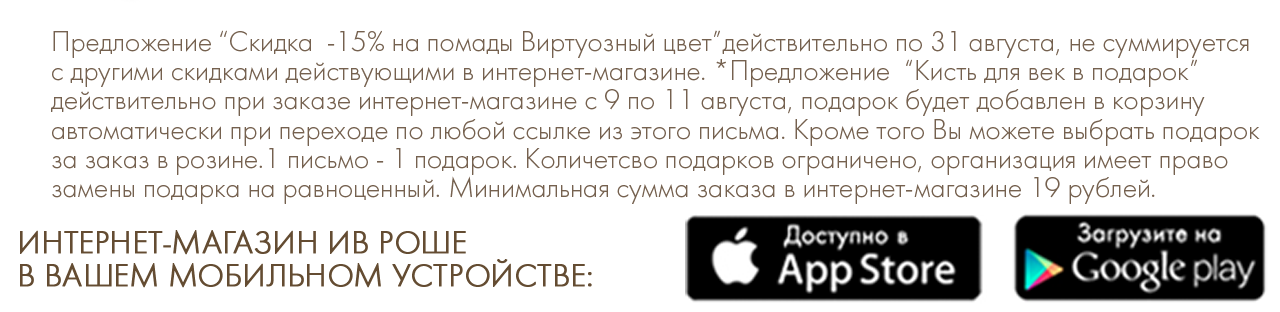 Предложение “Скидка  -15% на помады Виртуозный цвет”действительно по 31 августа, не суммируется
с другими скидками действующими в интернет-магазине. *Предложение  “Кисть для век в подарок”
действительно при заказе интернет-магазине с 9 по 11 августа, подарок будет добавлен в корзину
автоматически при переходе по любой ссылке из этого письма. Кроме того Вы можете выбрать подарок
за заказ в розине.1 письмо - 1 подарок. Количетсво подарков ограничено, организация имеет право
замены подарка на равноценный. Минимальная сумма заказа в интернет-магазине 19 рублей.
ИНТЕРНЕТ-МАГАЗИН ИВ РОШЕ
В ВАШЕМ МОБИЛЬНОМ УСТРОЙСТВЕ:
Доступно в
App Store
Загрузите на
Google play